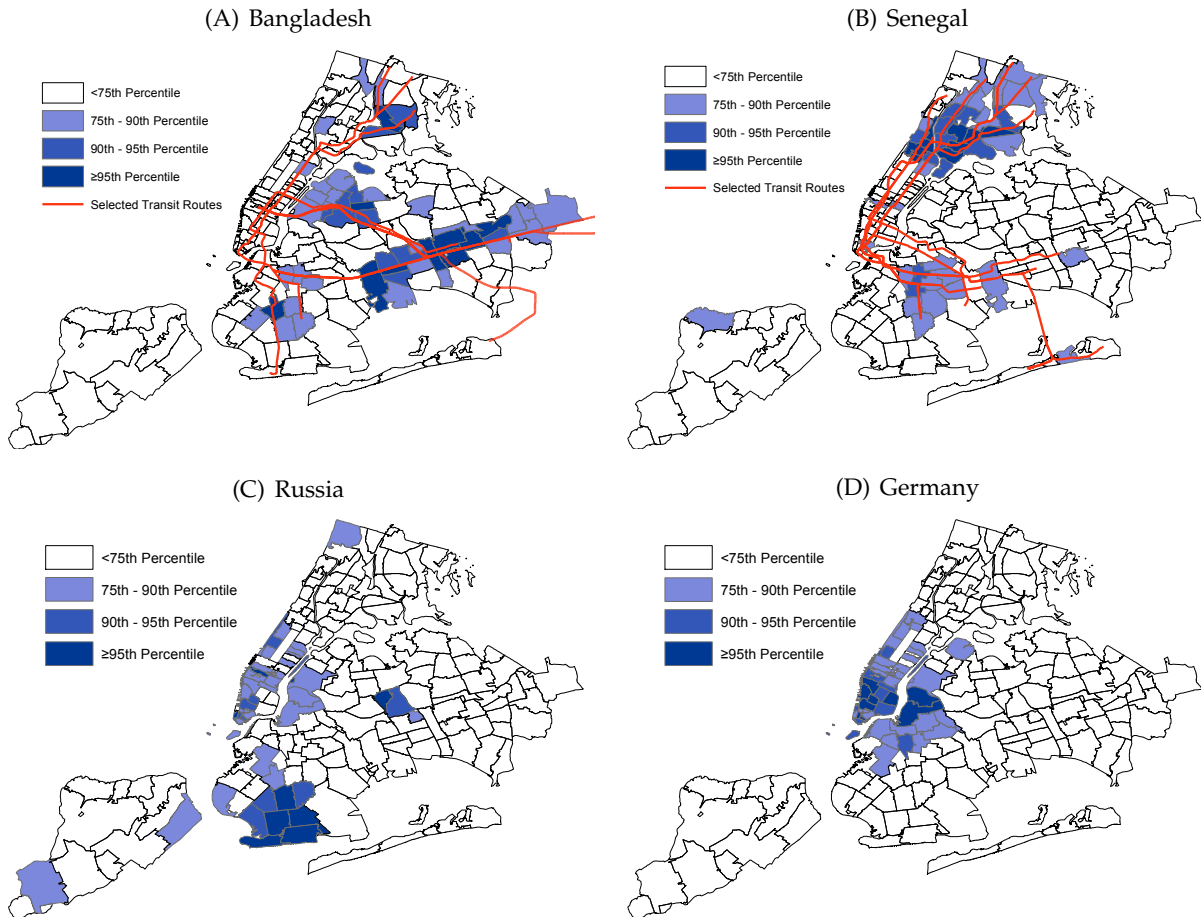 (A) Bangladesh
<75th Percentile
75th - 90th Percentile
90th - 95th Percentile
≥95th Percentile
Selected Transit Routes
(B) Senegal
<75th Percentile
75th - 90th Percentile
90th - 95th Percentile
≥95th Percentile
Selected Transit Routes
(C) Russia
<75th Percentile
75th - 90th Percentile
90th - 95th Percentile
≥95th Percentile
(D) Germany
<75th Percentile
75th - 90th Percentile
90th - 95th Percentile
≥95th Percentile